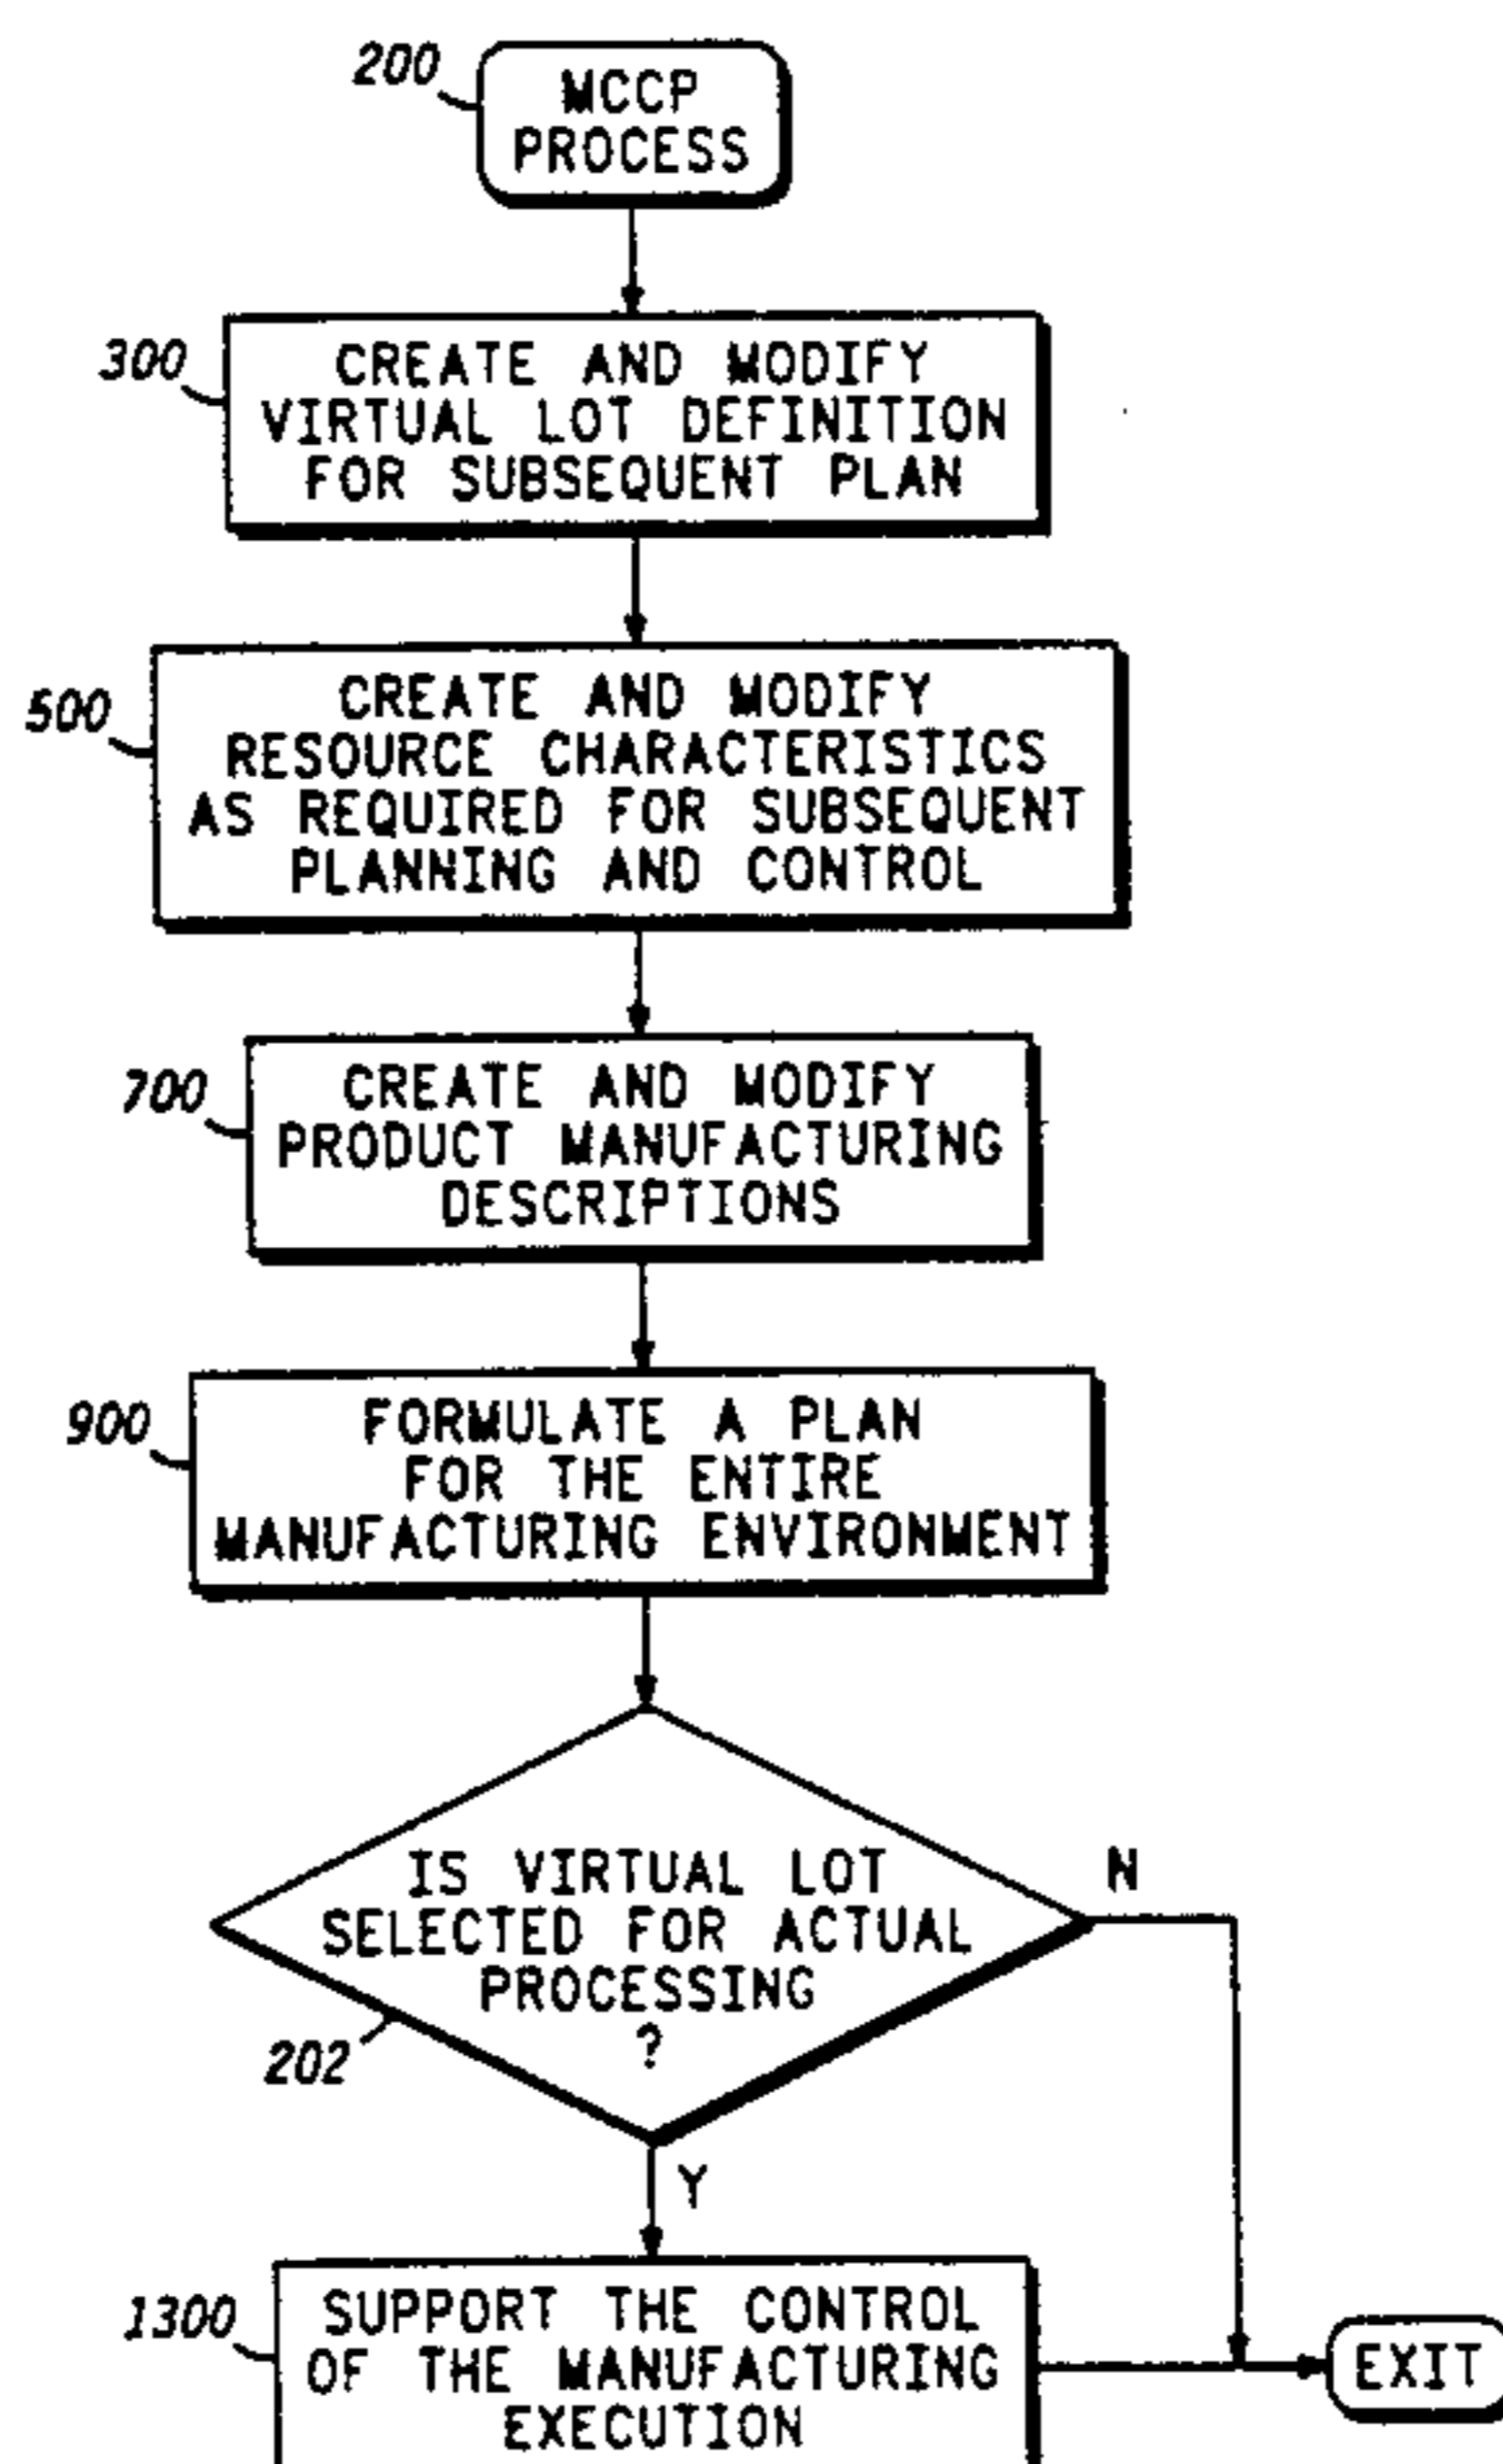 200
MCCP
PROCESS
300
CREATE AND MODIFY
VIRTUAL LOT DEFINITION
FOR SUBSEQUENT PLAN
500
CREATE AND MODIFY
RESOURCE CHARACTERISTICS
AS REQUIRED FOR SUBSEQUENT
PLANNING AND CONTROL
700
CREATE AND MODIFY
PRODUCT MANUFACTURING
DESCRIPTIONS
900
FORMULATE A PLAN
FOR THE ENTIRE
MANUFACTURING ENVIRONMENT
IS VIRTUAL LOT
SELECTED FOR ACTUAL
PROCESSING
?
N
202
Y
1300
SUPPORT THE CONTROL
OF THE MANUFACTURING
EXECUTION
EXIT